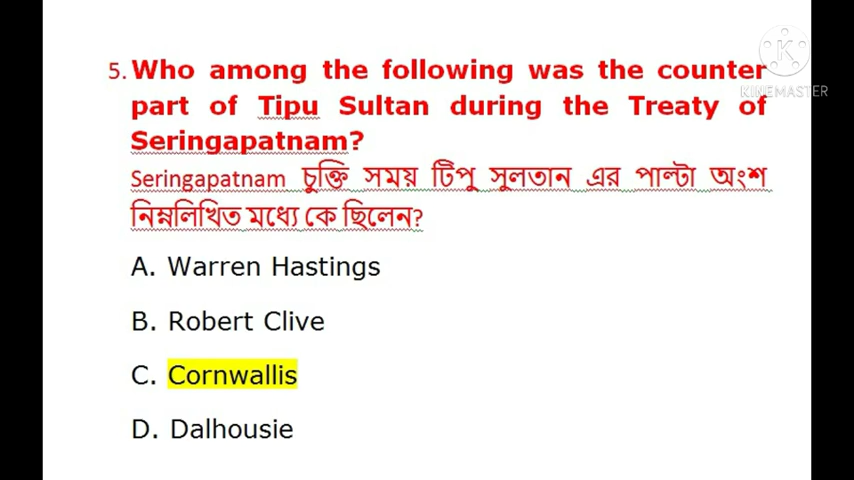 5. Who among the following was the counter
part of Tipu Sultan during the Treaty of
Seringapatnam?
Seringapatnam চুক্তি সময় টিপু সুলতান এর পাল্টা অংশ
নিম্নলিখিত মধ্যে কে ছিলেন?
A. Warren Hastings
B. Robert Clive
C. Cornwallis
D. Dalhousie
K
KINEMASTER